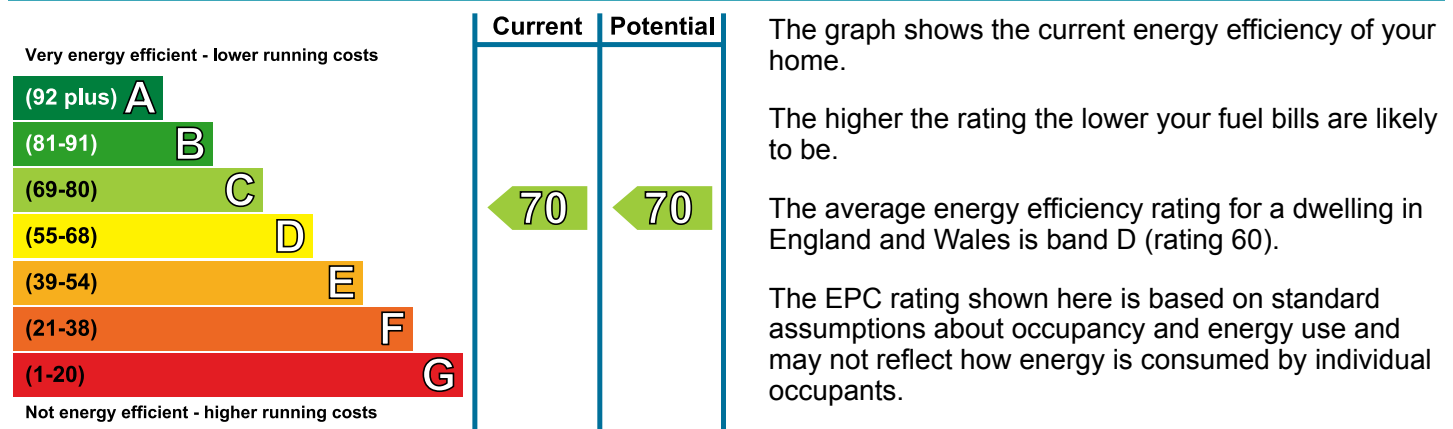 Current Potential
Very energy efficient - lower running costs
(92 plus) A
(81-91) B
(69-80) C
(55-68) D
(39-54) E
(21-38) F
(1-20) G
Not energy efficient - higher running costs
70 70
The graph shows the current energy efficiency of your
home.
The higher the rating the lower your fuel bills are likely
to be.
The average energy efficiency rating for a dwelling in
England and Wales is band D (rating 60).
The EPC rating shown here is based on standard
assumptions about occupancy and energy use and
may not reflect how energy is consumed by individual
occupants.